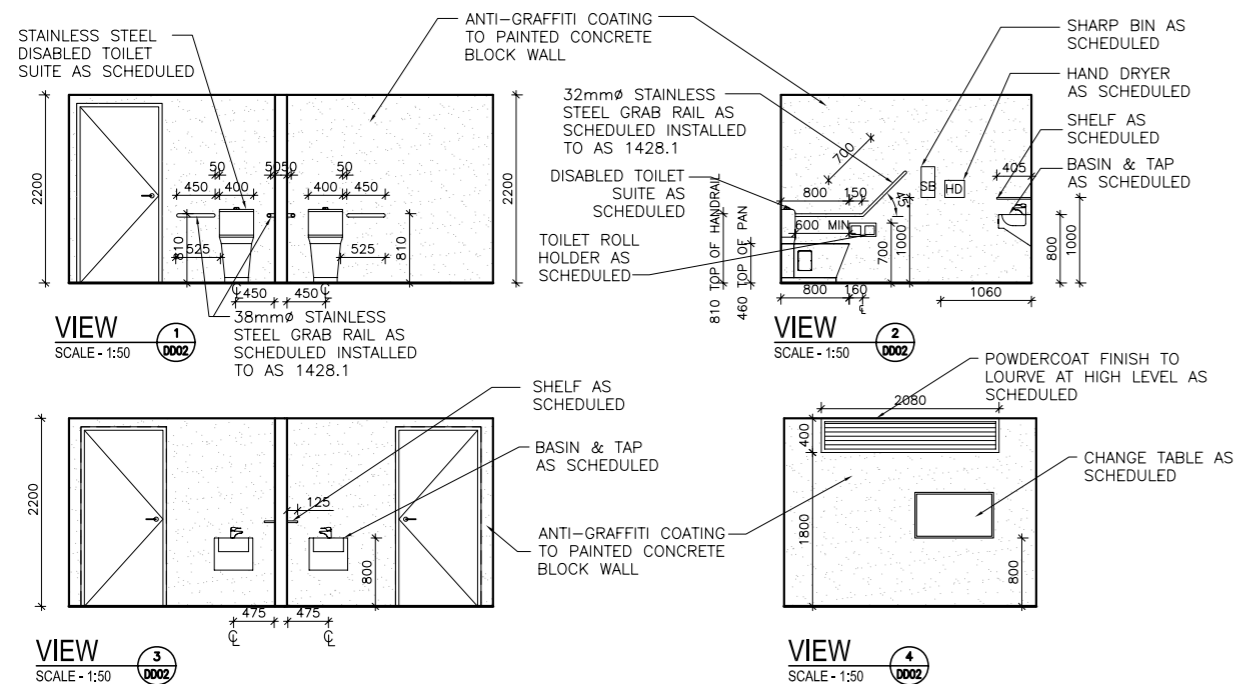 STAINLESS STEEL
DISABLED TOILET
SUITE AS SCHEDULED
ANTI-GRAFFITI COATING
TO PAINTED CONCRETE
BLOCK WALL
2200
50
5050
50
450
400
400
450
525
525
810
810
2200
℄
℄
450
450
38mmø STAINLESS
STEEL GRAB RAIL AS
SCHEDULED INSTALLED
TO AS 1428.1
VIEW
SCALE - 1:50
1
DD02
32mmø STAINLESS
STEEL GRAB RAIL AS
SCHEDULED INSTALLED
TO AS 1428.1
DISABLED TOILET
SUITE AS
SCHEDULED
TOILET ROLL
HOLDER AS
SCHEDULED
SHARP BIN AS
SCHEDULED
HAND DRYER
AS SCHEDULED
SHELF AS
SCHEDULED
BASIN & TAP
AS SCHEDULED
700
800
150
45°
SB
HD
405
600 MIN
810 TOP OF HANDRAIL
460 TOP OF PAN
700
1000
800
1000
800
160
℄
1060
VIEW
SCALE - 1:50
2
DD02
2200
SHELF AS
SCHEDULED
BASIN & TAP
AS SCHEDULED
125
ANTI-GRAFFITI COATING
TO PAINTED CONCRETE
BLOCK WALL
800
475
475
℄
℄
VIEW
SCALE - 1:50
3
DD02
POWDERCOAT FINISH TO
LOURVE AT HIGH LEVEL AS
SCHEDULED
2080
400
1800
CHANGE TABLE AS
SCHEDULED
800
VIEW
SCALE - 1:50
4
DD02